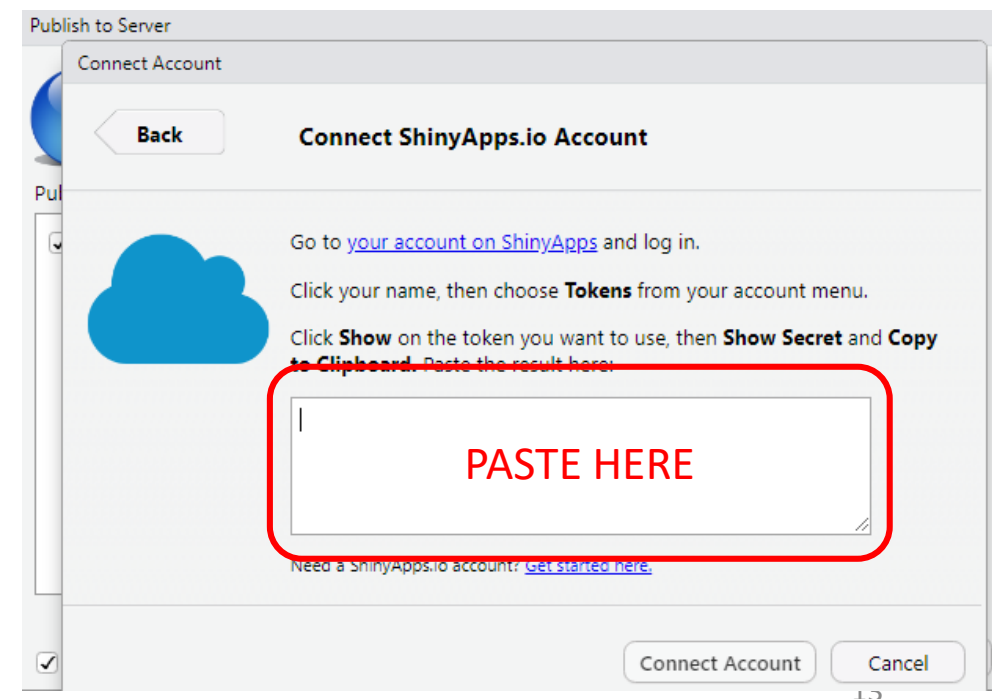 Publish to Server
Connect Account
Back
Connect ShinyApps.io Account
Pul
Go to your account on ShinyApps and log in.
Click your name, then choose Tokens from your account menu.
Click Show on the token you want to use, then Show Secret and Copy
to Clipboard. Paste the result here:
PASTE HERE
Need a ShinyApps.io account? Get started here.
Connect Account
Cancel